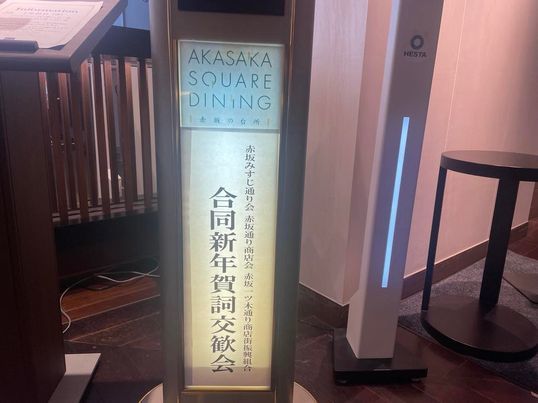 Information
AKASAKA
SQUARE
DINiNG
赤坂の台所
赤坂みすじ通り会 赤坂通り商店会 赤坂一ツ木通り商店街振興組合
合同新年賀詞交歓会
HESTA